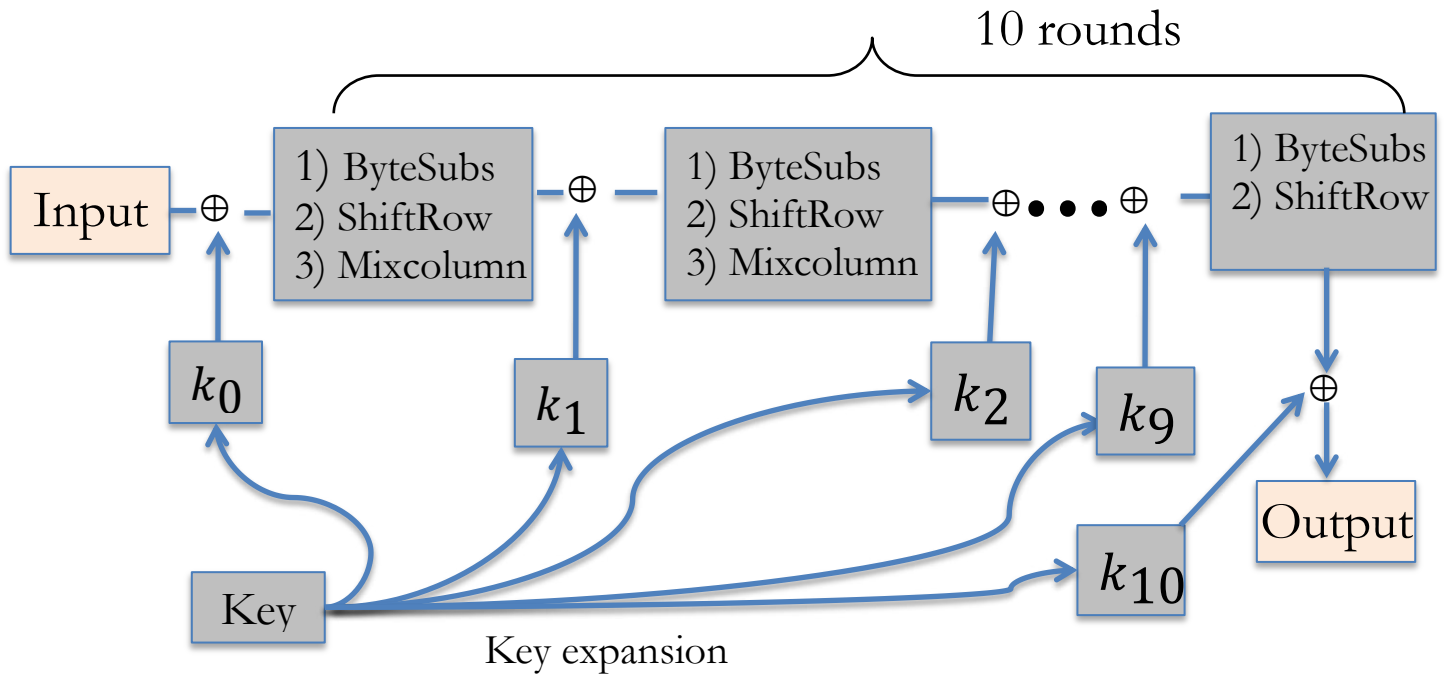 10 rounds
Input
⊕
1) ByteSubs
2) ShiftRow
3) Mixcolumn
⊕
1) ByteSubs
2) ShiftRow
3) Mixcolumn
⊕ ••• ⊕
1) ByteSubs
2) ShiftRow
k₀
k₁
k₂
k₉
⊕
k₁₀
Output
Key
Key expansion